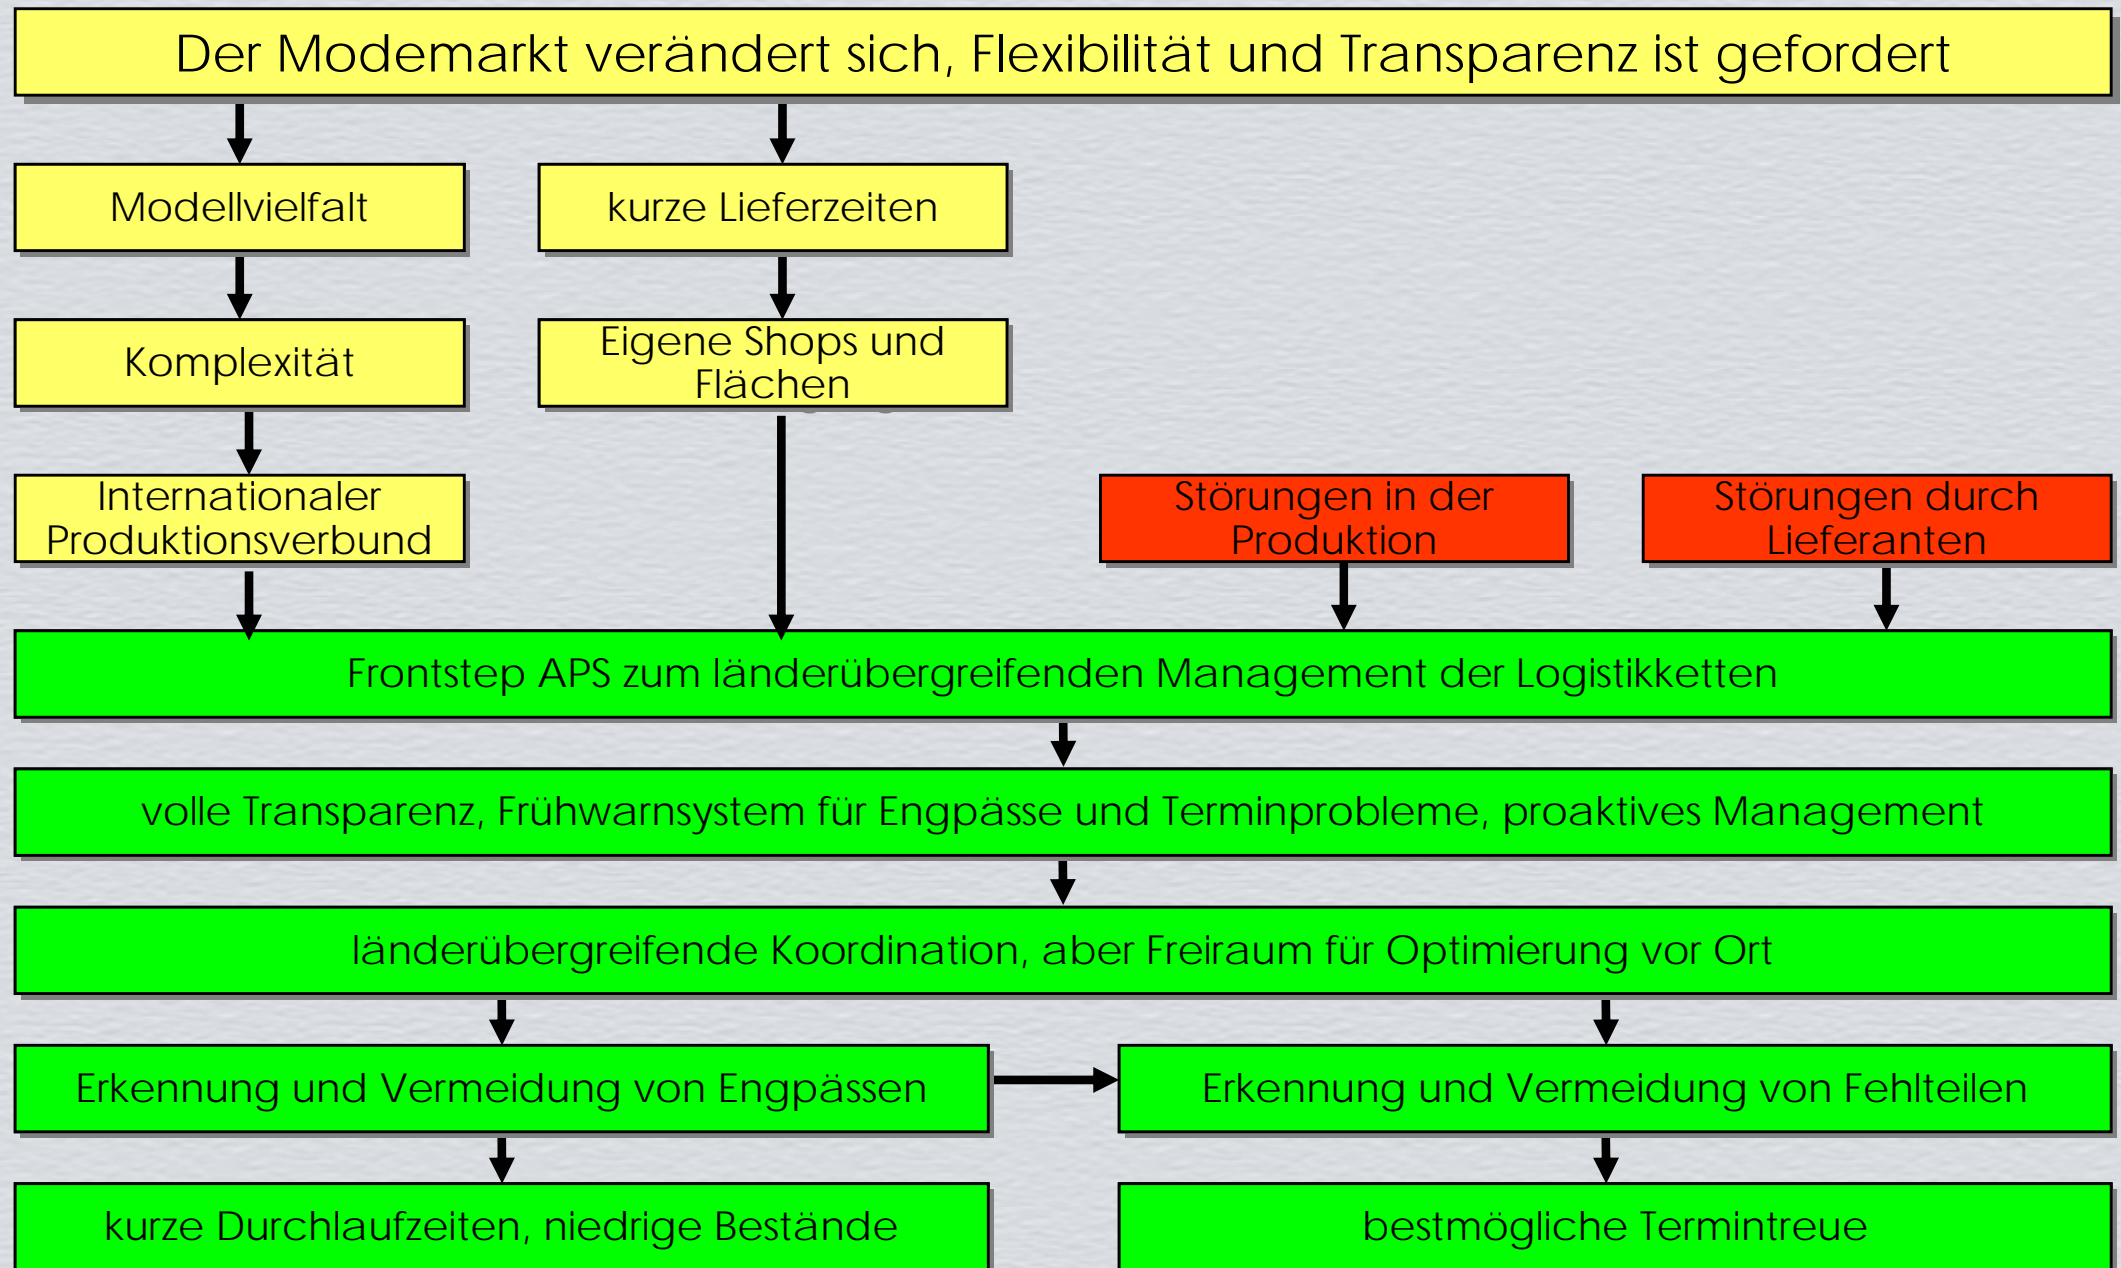 Der Modemarkt verändert sich, Flexibilität und Transparenz ist gefordert
Modellvielfalt
kurze Lieferzeiten
Komplexität
Eigene Shops und
Flächen
Internationaler
Produktionsverbund
Störungen in der
Produktion
Störungen durch
Lieferanten
Frontstep APS zum länderübergreifenden Management der Logistikketten
volle Transparenz, Frühwarnsystem für Engpässe und Terminprobleme, proaktives Management
länderübergreifende Koordination, aber Freiraum für Optimierung vor Ort
Erkennung und Vermeidung von Engpässen
Erkennung und Vermeidung von Fehlteilen
kurze Durchlaufzeiten, niedrige Bestände
bestmögliche Termintreue